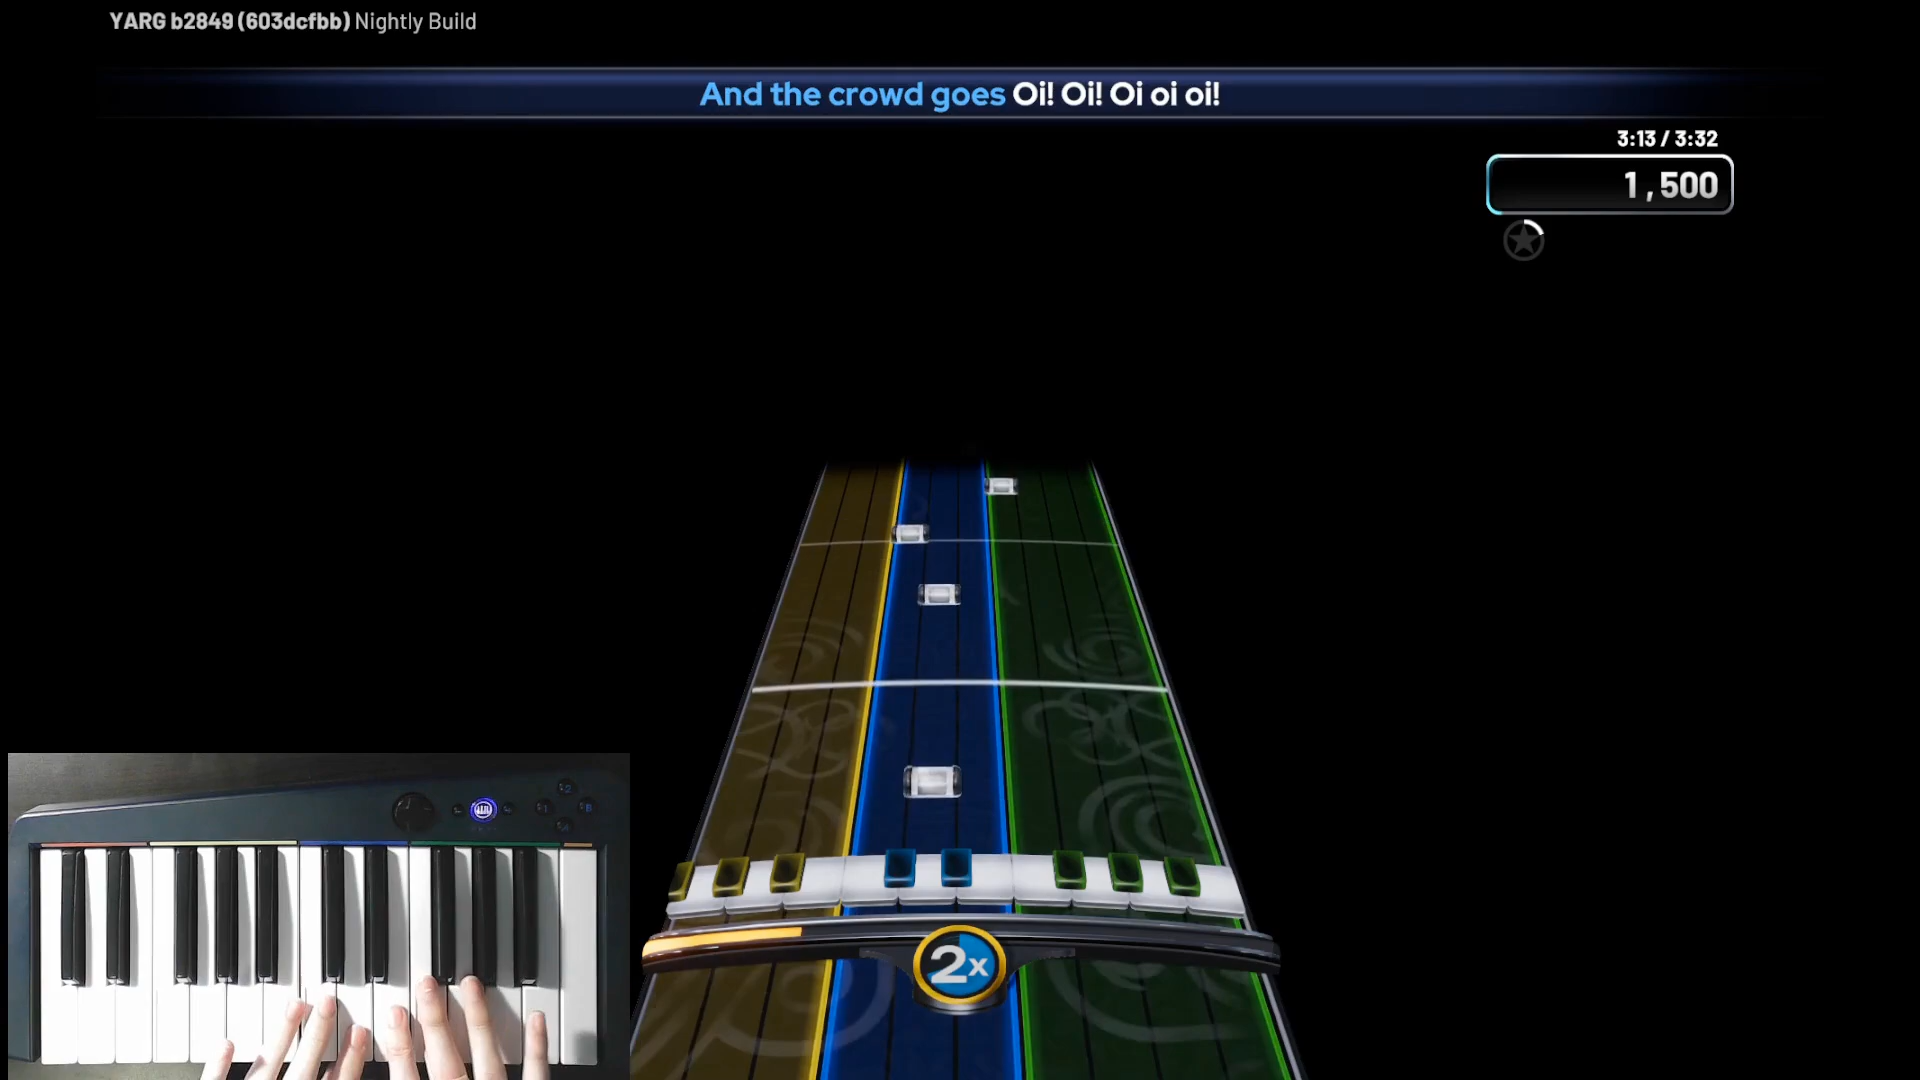 YARG b2849 (603dcfbb) Nightly Build
And the crowd goes Oi! Oi! Oi oi oi!
3:13 / 3:32
1,500
2x